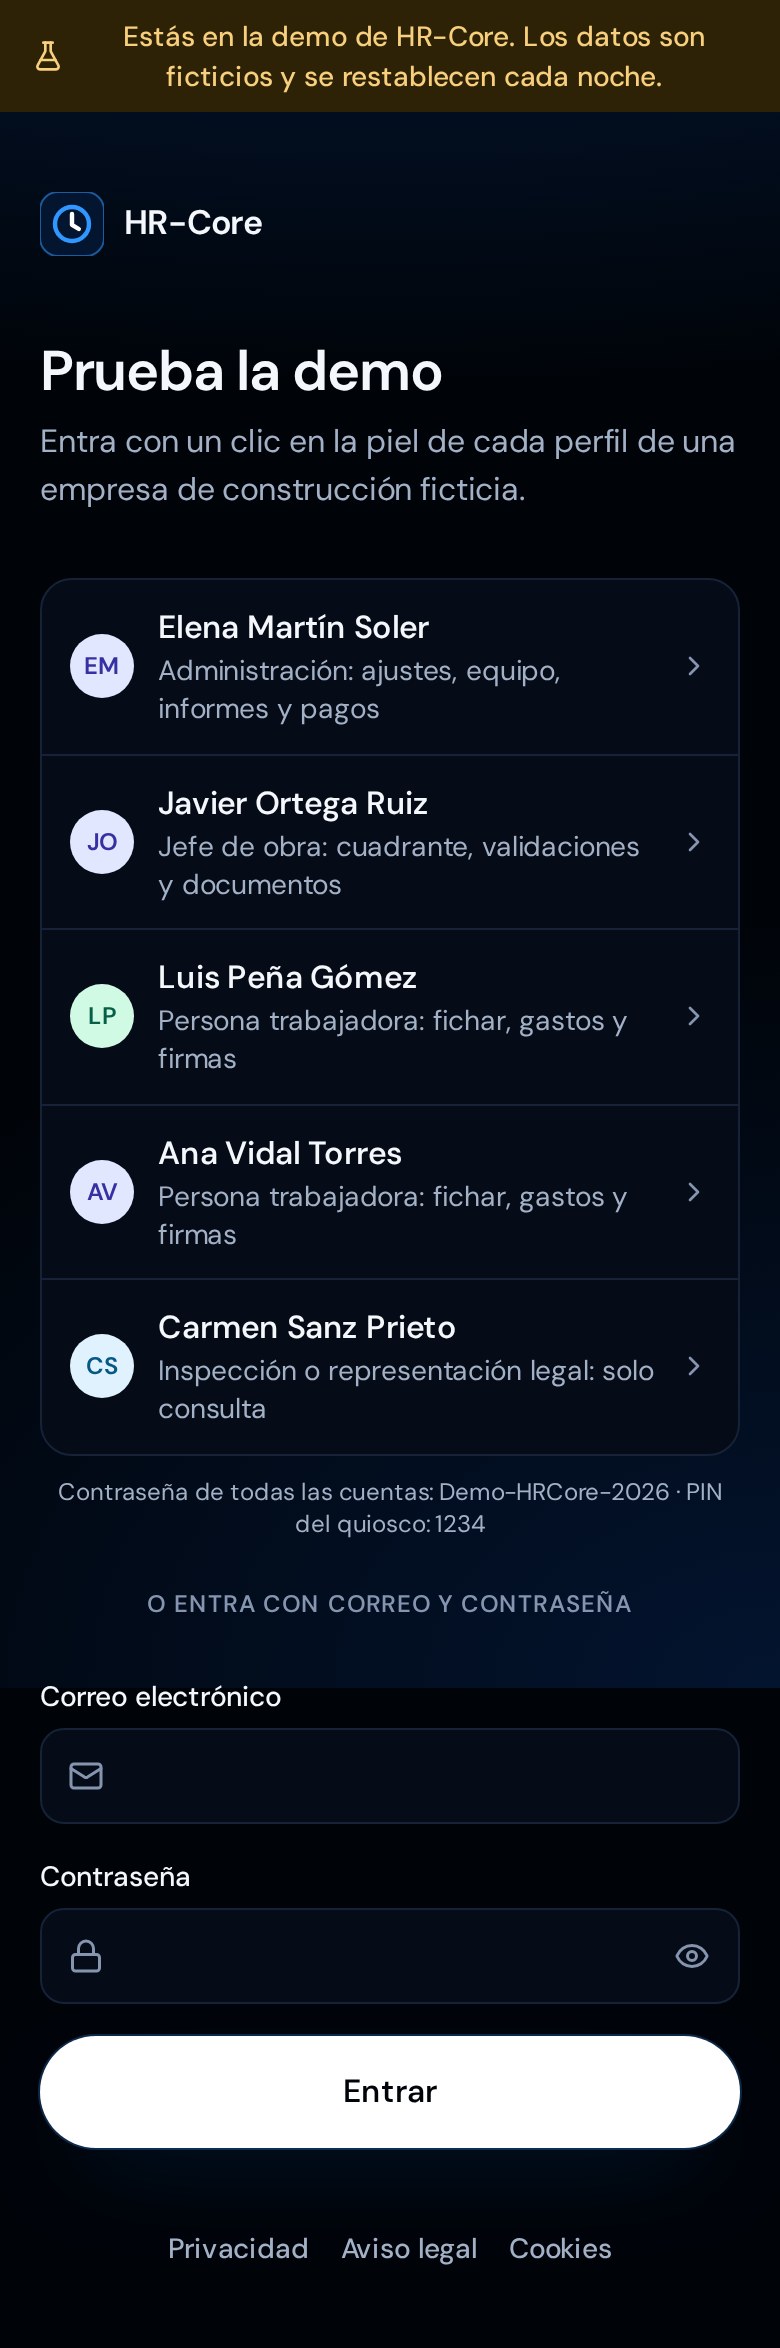 Estás en la demo de HR-Core. Los datos son
ficticios y se restablecen cada noche.
HR-Core
Prueba la demo
Entra con un clic en la piel de cada perfil de una
empresa de construcción ficticia.
EM
Elena Martín Soler
Administración: ajustes, equipo,
informes y pagos
JO
Javier Ortega Ruiz
Jefe de obra: cuadrante, validaciones
y documentos
LP
Luis Peña Gómez
Persona trabajadora: fichar, gastos y
firmas
AV
Ana Vidal Torres
Persona trabajadora: fichar, gastos y
firmas
CS
Carmen Sanz Prieto
Inspección o representación legal: solo
consulta
Contraseña de todas las cuentas: Demo-HRCore-2026 · PIN
del quiosco: 1234
O ENTRA CON CORREO Y CONTRASEÑA
Correo electrónico
Contraseña
Entrar
Privacidad Aviso legal Cookies